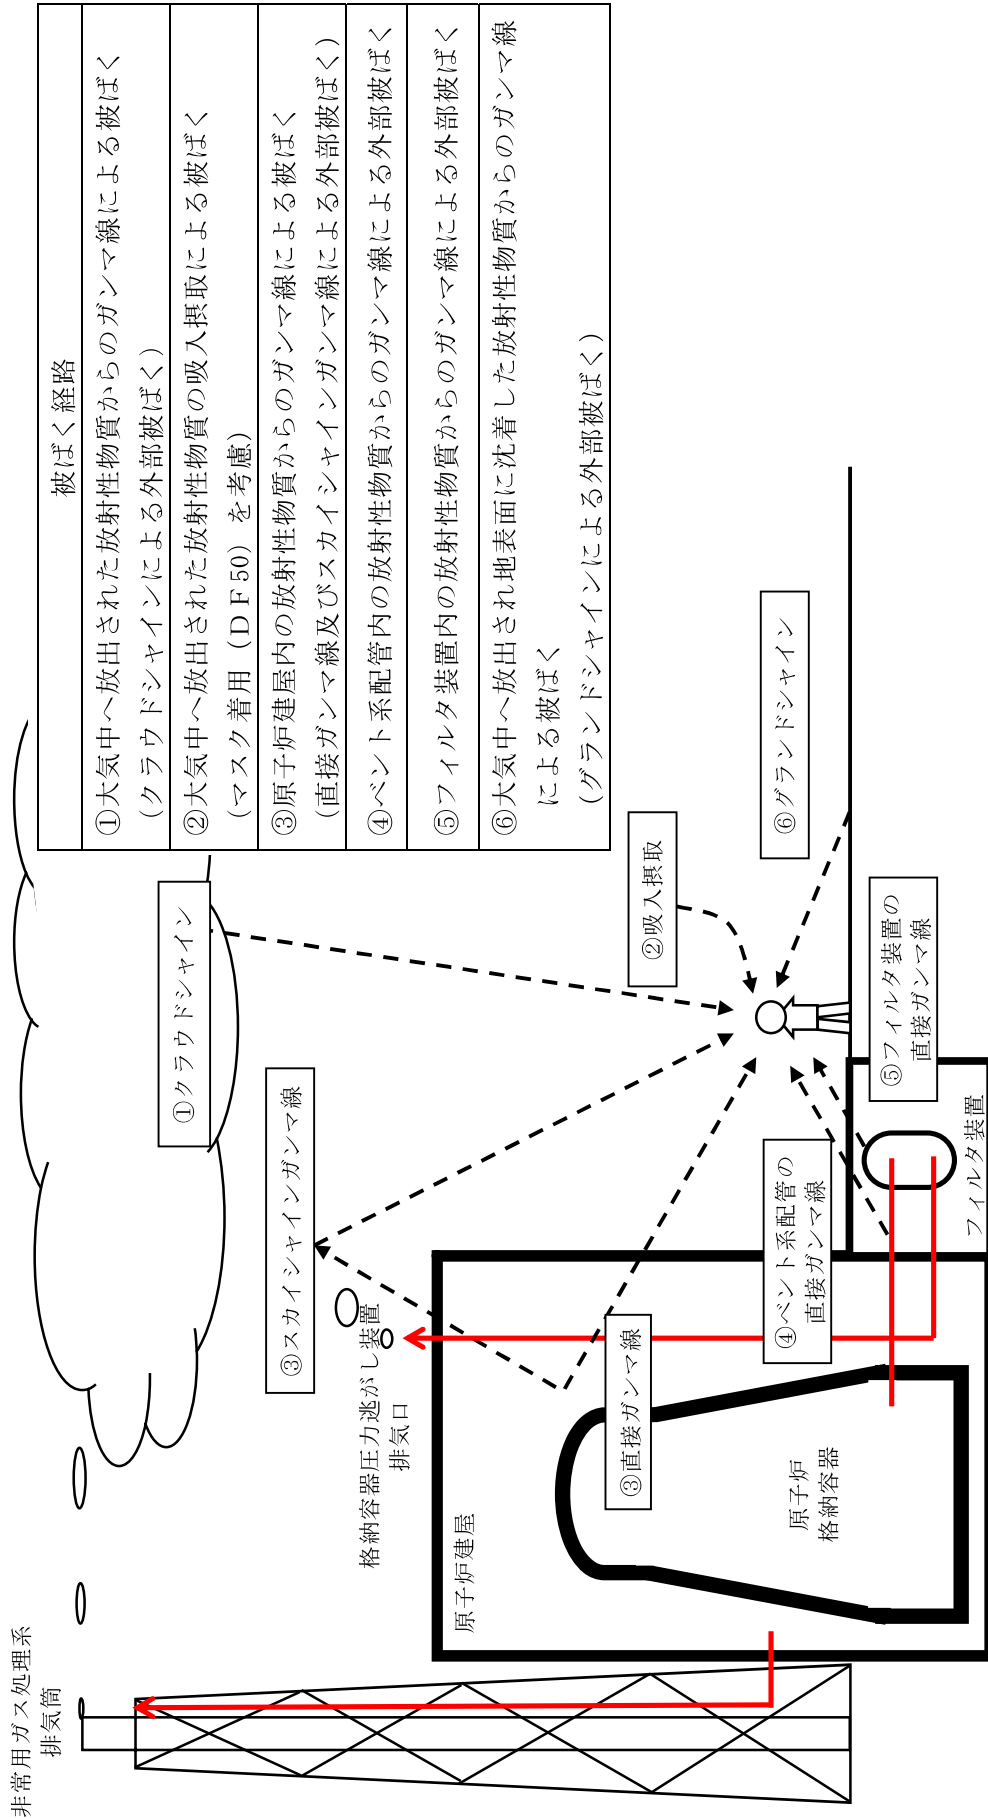 被ばく経路
①大気中へ放出された放射性物質からのガンマ線による被ばく
（クラウドシャインによる外部被ばく）
②大気中へ放出された放射性物質の吸入摂取による被ばく
（マスク着用（ＤＦ50）を考慮）
③原子炉建屋内の放射性物質からのガンマ線による被ばく
（直接ガンマ線及びスカイシャインガンマ線による外部被ばく）
④ベント系配管内の放射性物質からのガンマ線による外部被ばく
⑤フィルタ装置内の放射性物質からのガンマ線による外部被ばく
⑥大気中へ放出され地表面に沈着した放射性物質からのガンマ線
による被ばく
（グランドシャインによる外部被ばく）
非常用ガス処理系
排気筒
①クラウドシャイン
③スカイシャインガンマ線
格納容器圧力逃がし装置
排気口
原子炉建屋
③直接ガンマ線
②吸入摂取
⑥グランドシャイン
④ベント系配管の
直接ガンマ線
⑤フィルタ装置の
直接ガンマ線
原子炉
格納容器
フィルタ装置